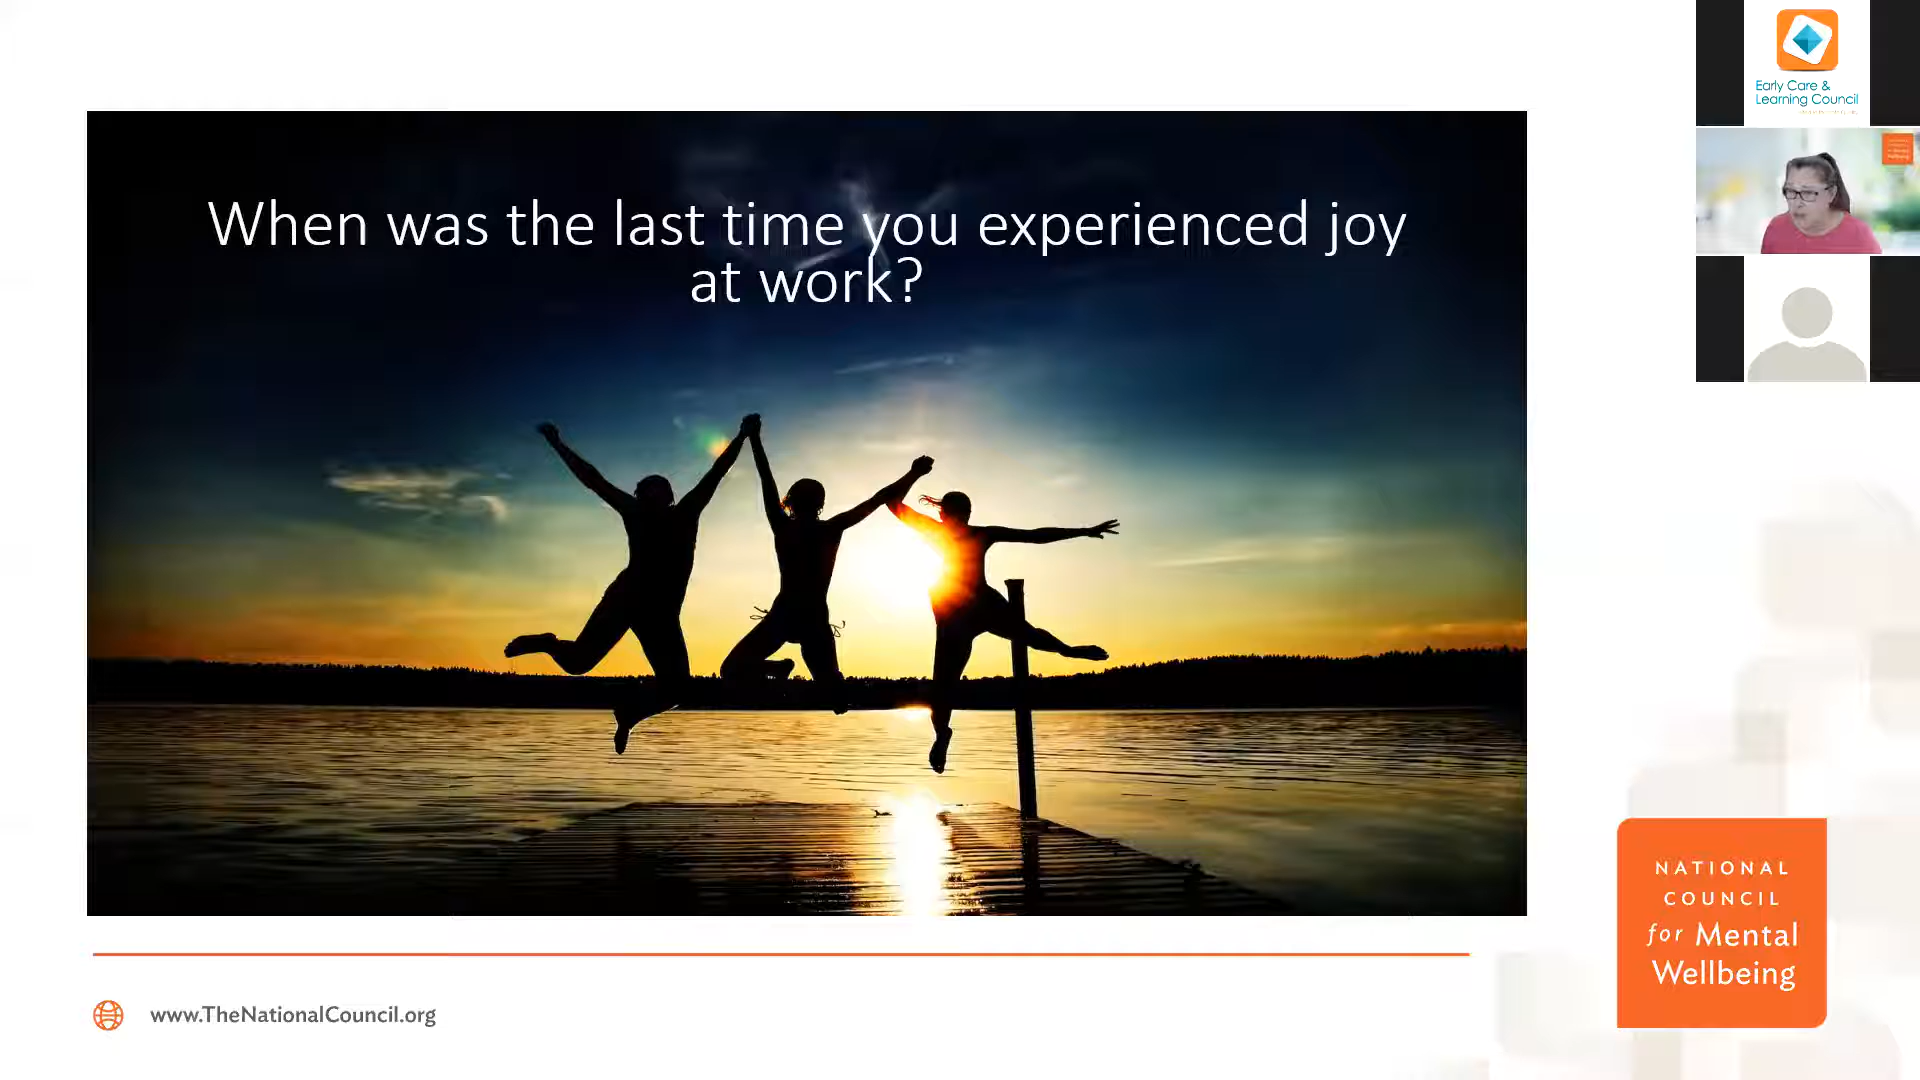 When was the last time you experienced joy
at work?
Early Care &
Learning Council
NATIONAL
COUNCIL
for Mental
Wellbeing
www.TheNationalCouncil.org